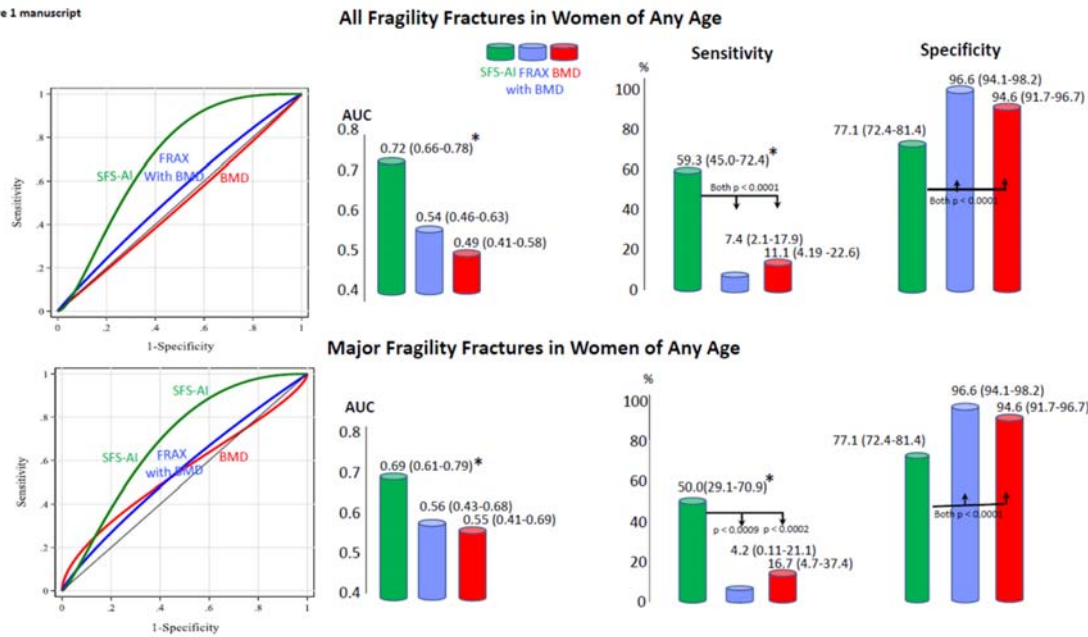 e 1 manuscript
All Fragility Fractures in Women of Any Age
SFS-AI FRAX BMD
with BMD
Sensitivity
Specificity
1
.8
.6
.4
.2
0
Sensitivity
SFS-AI
FRAX
With BMD
BMD
0 .2 .4 .6 .8 1
1-Specificity
AUC
0.8
0.7
0.6
0.5
0.4
0.72 (0.66-0.78)*
0.54 (0.46-0.63)
0.49 (0.41-0.58)
%
100
80
60
40
20
0
59.3 (45.0-72.4)*
Both p < 0.0001
7.4 (2.1-17.9)
11.1 (4.19 -22.6)
96.6 (94.1-98.2)
94.6 (91.7-96.7)
77.1 (72.4-81.4)
Both p < 0.0001
Major Fragility Fractures in Women of Any Age
1
.8
.6
.4
.2
0
Sensitivity
SFS-AI
SFS-AI
FRAX
with BMD
BMD
0 .2 .4 .6 .8 1
1-Specificity
AUC
0.8
0.7
0.6
0.5
0.4
0.69 (0.61-0.79)*
0.56 (0.43-0.68)
0.55 (0.41-0.69)
%
100
80
60
40
20
0
50.0(29.1-70.9)*
p < 0.0009 p < 0.0002
4.2 (0.11-21.1)
16.7 (4.7-37.4)
96.6 (94.1-98.2)
94.6 (91.7-96.7)
77.1 (72.4-81.4)
Both p < 0.0001